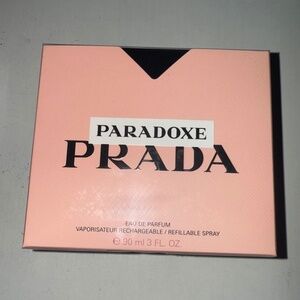 PARADOXE
PRADA
EAU DE PARFUM
VAPORISATEUR RECHARGEABLE / REFILLABLE SPRAY
℮ 90 ml 3 FL. OZ